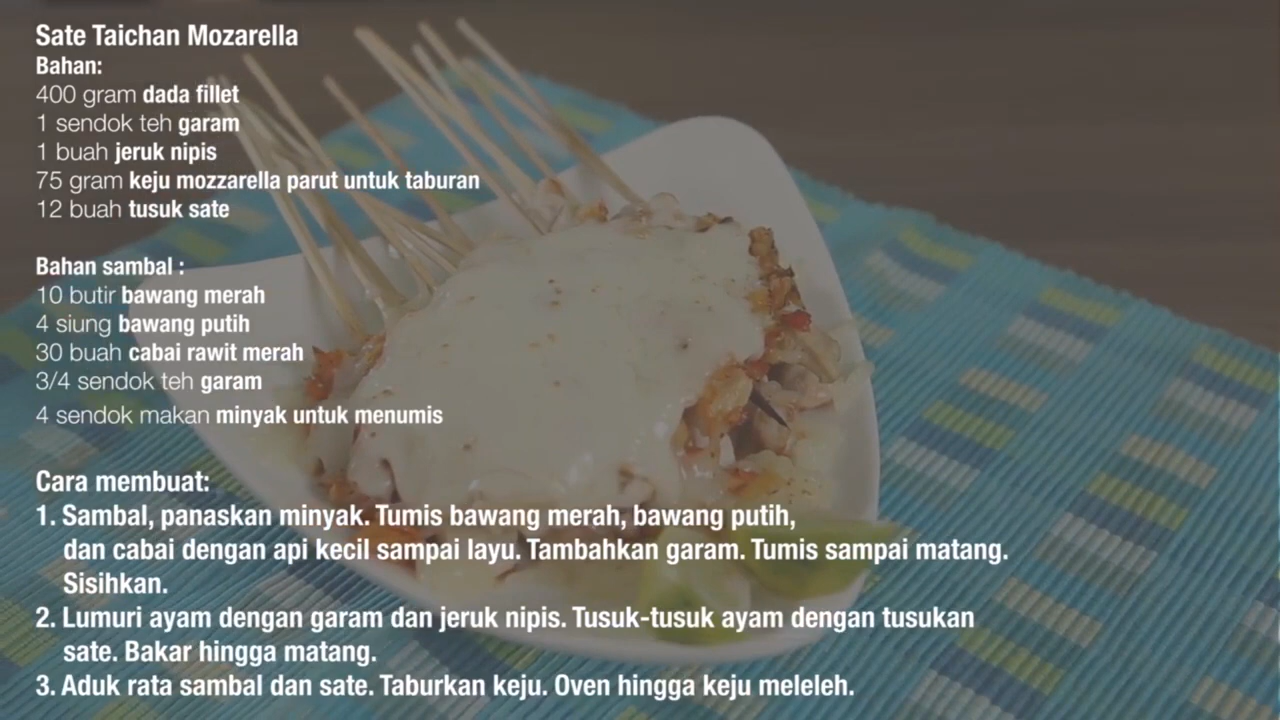 Sate Taichan Mozarella
Bahan:
400 gram dada fillet
1 sendok teh garam
1 buah jeruk nipis
75 gram keju mozzarella parut untuk taburan
12 buah tusuk sate
Bahan sambal :
10 butir bawang merah
4 siung bawang putih
30 buah cabai rawit merah
3/4 sendok teh garam
4 sendok makan minyak untuk menumis
Cara membuat:
1. Sambal, panaskan minyak. Tumis bawang merah, bawang putih,
dan cabai dengan api kecil sampai layu. Tambahkan garam. Tumis sampai matang.
Sisihkan.
2. Lumuri ayam dengan garam dan jeruk nipis. Tusuk-tusuk ayam dengan tusukan
sate. Bakar hingga matang.
3. Aduk rata sambal dan sate. Taburkan keju. Oven hingga keju meleleh.